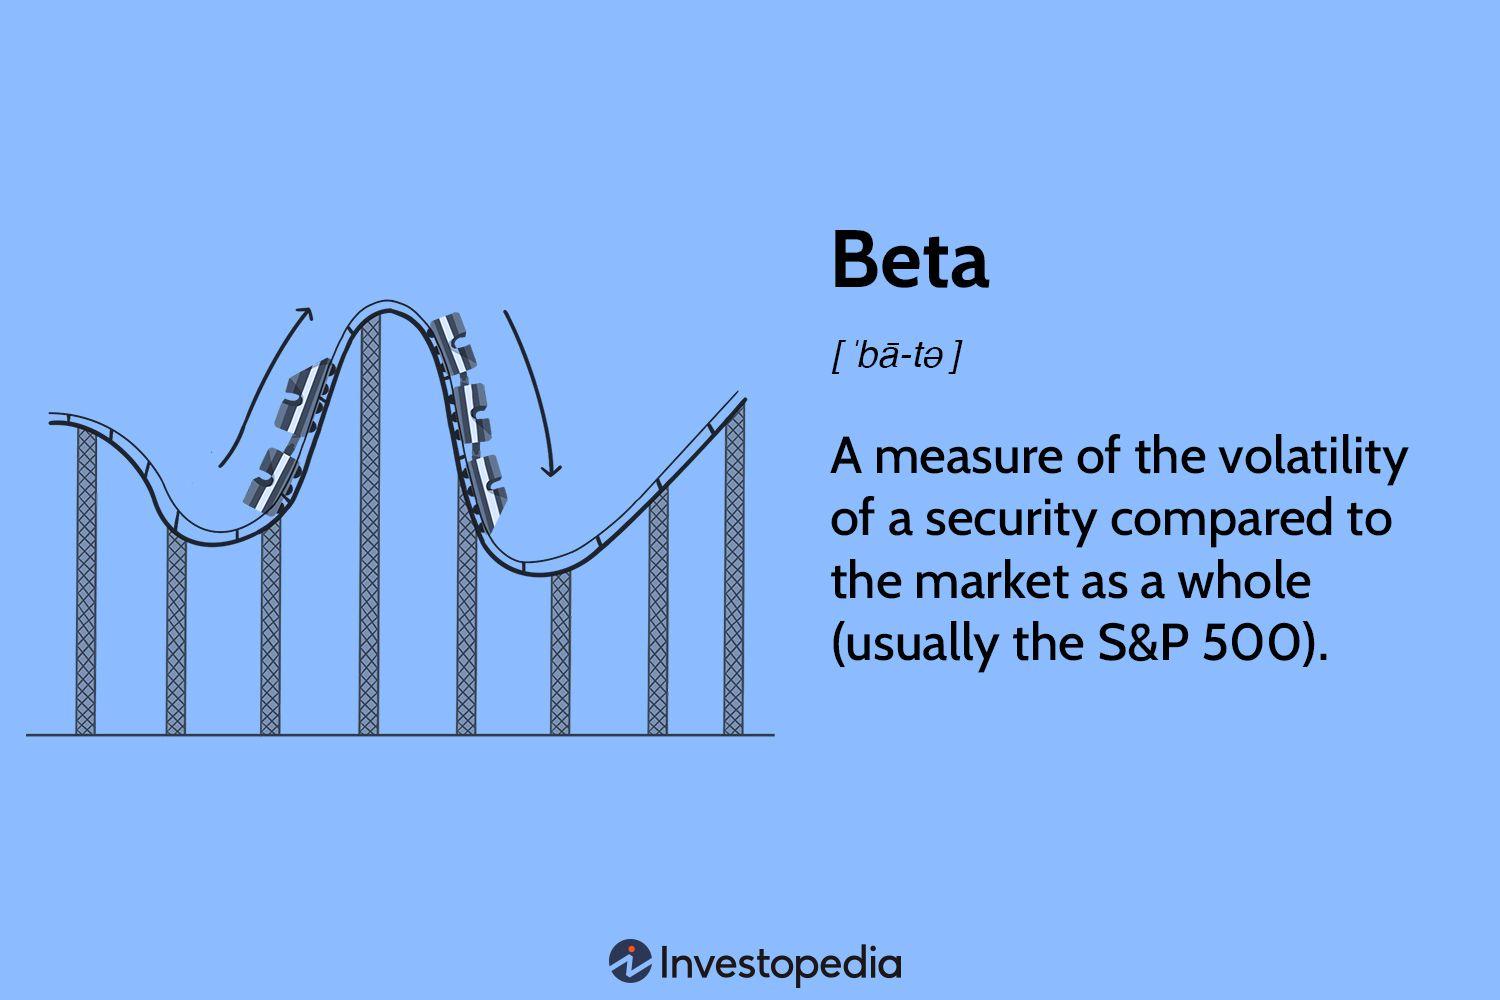 Beta
[ ˈbā-tə ]
A measure of the volatility
of a security compared to
the market as a whole
(usually the S&P 500).
Investopedia